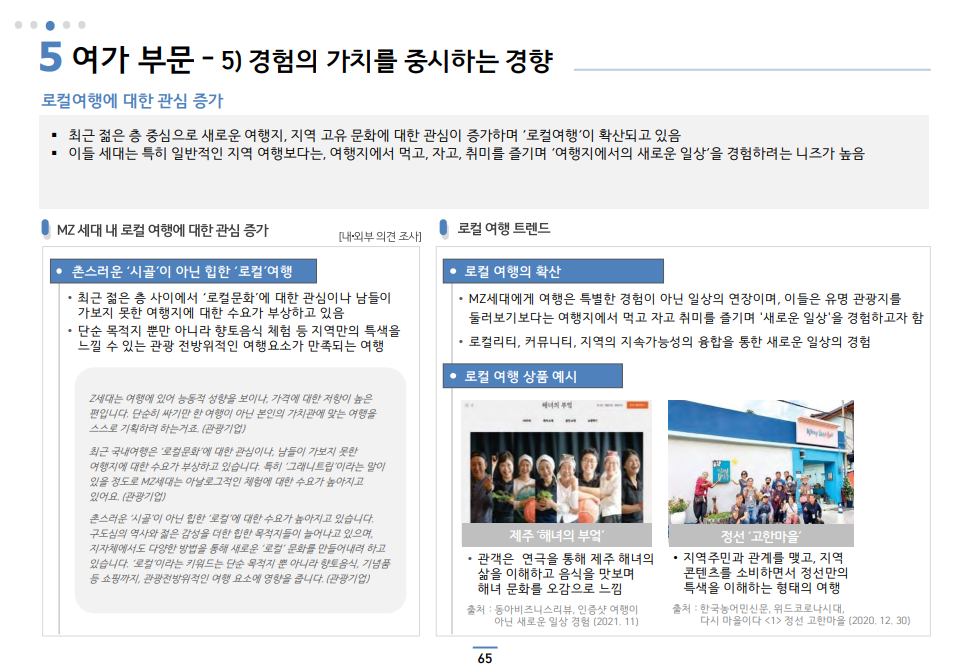 5 여가 부문 - 5) 경험의 가치를 중시하는 경향
로컬여행에 대한 관심 증가
▪ 최근 젊은 층 중심으로 새로운 여행지, 지역 고유 문화에 대한 관심이 증가하며 ‘로컬여행’이 확산되고 있음
▪ 이들 세대는 특히 일반적인 지역 여행보다는, 여행지에서 먹고, 자고, 취미를 즐기며 ‘여행지에서의 새로운 일상’을 경험하려는 니즈가 높음
MZ 세대 내 로컬 여행에 대한 관심 증가
[내•외부 의견 조사]
• 촌스러운 ‘시골’이 아닌 힙한 ‘로컬’여행
• 최근 젊은 층 사이에서 ‘로컬문화’에 대한 관심이나 남들이
가보지 못한 여행지에 대한 수요가 부상하고 있음
• 단순 목적지 뿐만 아니라 향토음식 체험 등 지역만의 특색을
느낄 수 있는 관광 전방위적인 여행요소가 만족되는 여행
Z세대는 여행에 있어 능동적 성향을 보이나, 가격에 대한 저항이 높은
편입니다. 단순히 싸기만 한 여행이 아닌 본인의 가치관에 맞는 여행을
스스로 기획하려 하는거죠. (관광기업)
최근 국내여행은 ‘로컬문화’에 대한 관심이나, 남들이 가보지 못한
여행지에 대한 수요가 부상하고 있습니다. 특히 ‘그래니트립’이라는 말이
있을 정도로 MZ세대는 아날로그적인 체험에 대한 수요가 높아지고
있어요. (관광기업)
촌스러운 ‘시골’이 아닌 힙한 ‘로컬’에 대한 수요가 높아지고 있습니다.
구도심의 역사와 젊은 감성을 더한 힙한 목적지들이 늘어나고 있으며,
지자체에서도 다양한 방법을 통해 새로운 ‘로컬’ 문화를 만들어내려 하고
있습니다. ‘로컬’이라는 키워드는 단순 목적지 뿐 아니라 향토음식, 기념품
등 쇼핑까지, 관광전방위적인 여행 요소에 영향을 줍니다. (관광기업)
로컬 여행 트렌드
• 로컬 여행의 확산
• MZ세대에게 여행은 특별한 경험이 아닌 일상의 연장이며, 이들은 유명 관광지를
둘러보기보다는 여행지에서 먹고 자고 취미를 즐기며 '새로운 일상'을 경험하고자 함
• 로컬리티, 커뮤니티, 지역의 지속가능성의 융합을 통한 새로운 일상의 경험
• 로컬 여행 상품 예시
해녀의 부엌
제주 ‘해녀의 부엌’
• 관객은 연극을 통해 제주 해녀의
삶을 이해하고 음식을 맛보며
해녀 문화를 오감으로 느낌
출처 : 동아비즈니스리뷰, 인증샷 여행이
아닌 새로운 일상 경험 (2021. 11)
정선 ‘고한마을’
• 지역주민과 관계를 맺고, 지역
콘텐츠를 소비하면서 정선만의
특색을 이해하는 형태의 여행
출처 : 한국농어민신문, 위드코로나시대,
다시 마을이다 <1> 정선 고한마을 (2020. 12. 30)
65